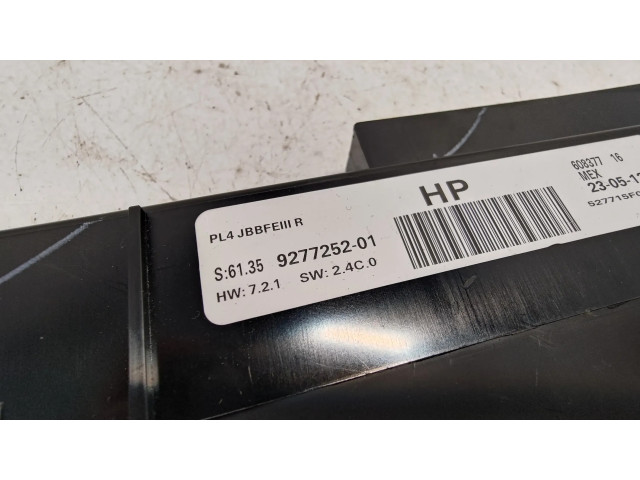 PL4 JBBFEIII R
S:61.35 9277252-01
HW: 7.2.1 SW: 2.4C.0
HP
608377 16
MEX
23-05-1
S27715F